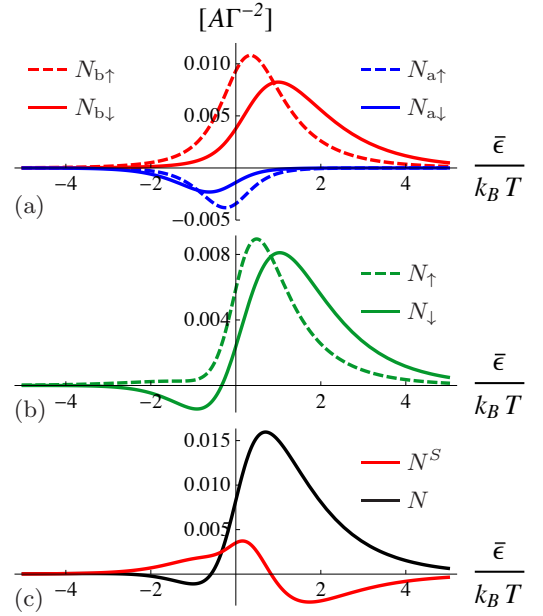 [AΓ⁻²]
N_b↑ 0.010 N_a↑
N_b↓ 0.005 N_a↓
−4 −2 2 4 ε̄/(k_B T)
(a) −0.005
0.008 N_↑
N_↓
0.004
−4 −2 2 4 ε̄/(k_B T)
(b)
0.015
N^S
0.010 N
0.005
−4 −2 2 4 ε̄/(k_B T)
(c)